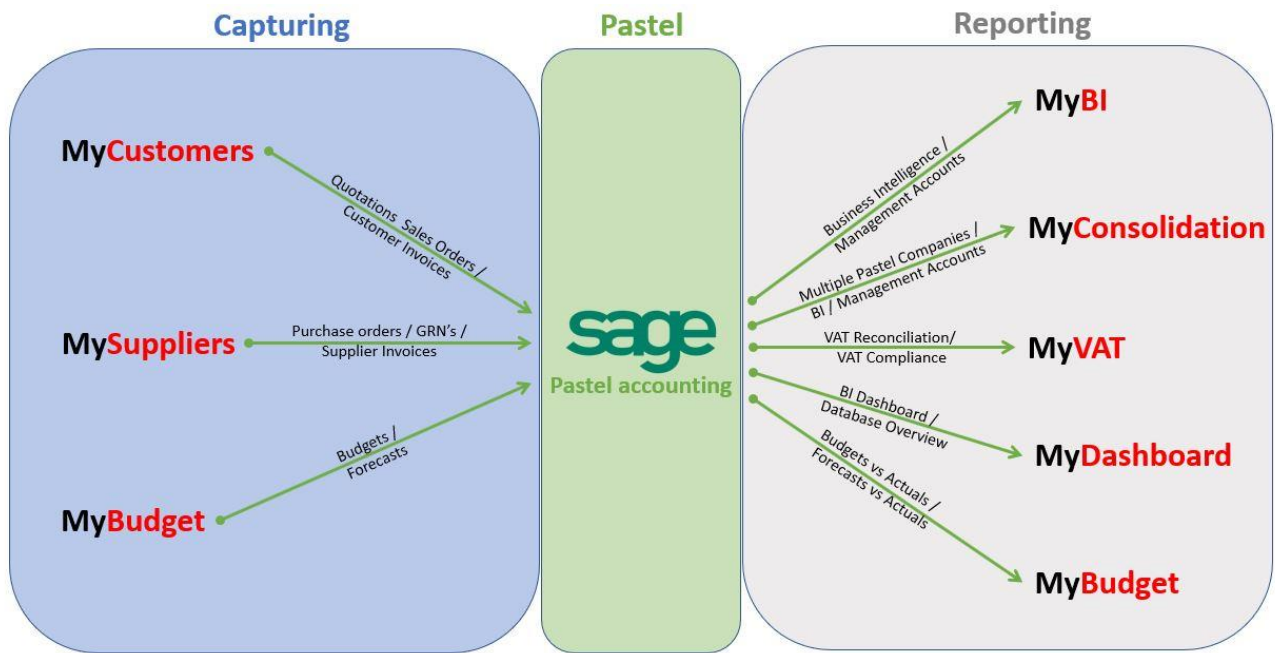 Capturing
Pastel
Reporting
MyCustomers
Quotations Sales Orders /
Customer Invoices
MySuppliers
Purchase orders / GRN's /
Supplier Invoices
MyBudget
Budgets /
Forecasts
sage
Pastel accounting
Business Intelligence /
Management Accounts
MyBI
Multiple Pastel Companies /
BI / Management Accounts
MyConsolidation
VAT Reconciliation/
VAT Compliance
MyVAT
BI Dashboard /
Database Overview
MyDashboard
Budgets vs Actuals /
Forecasts vs Actuals
MyBudget